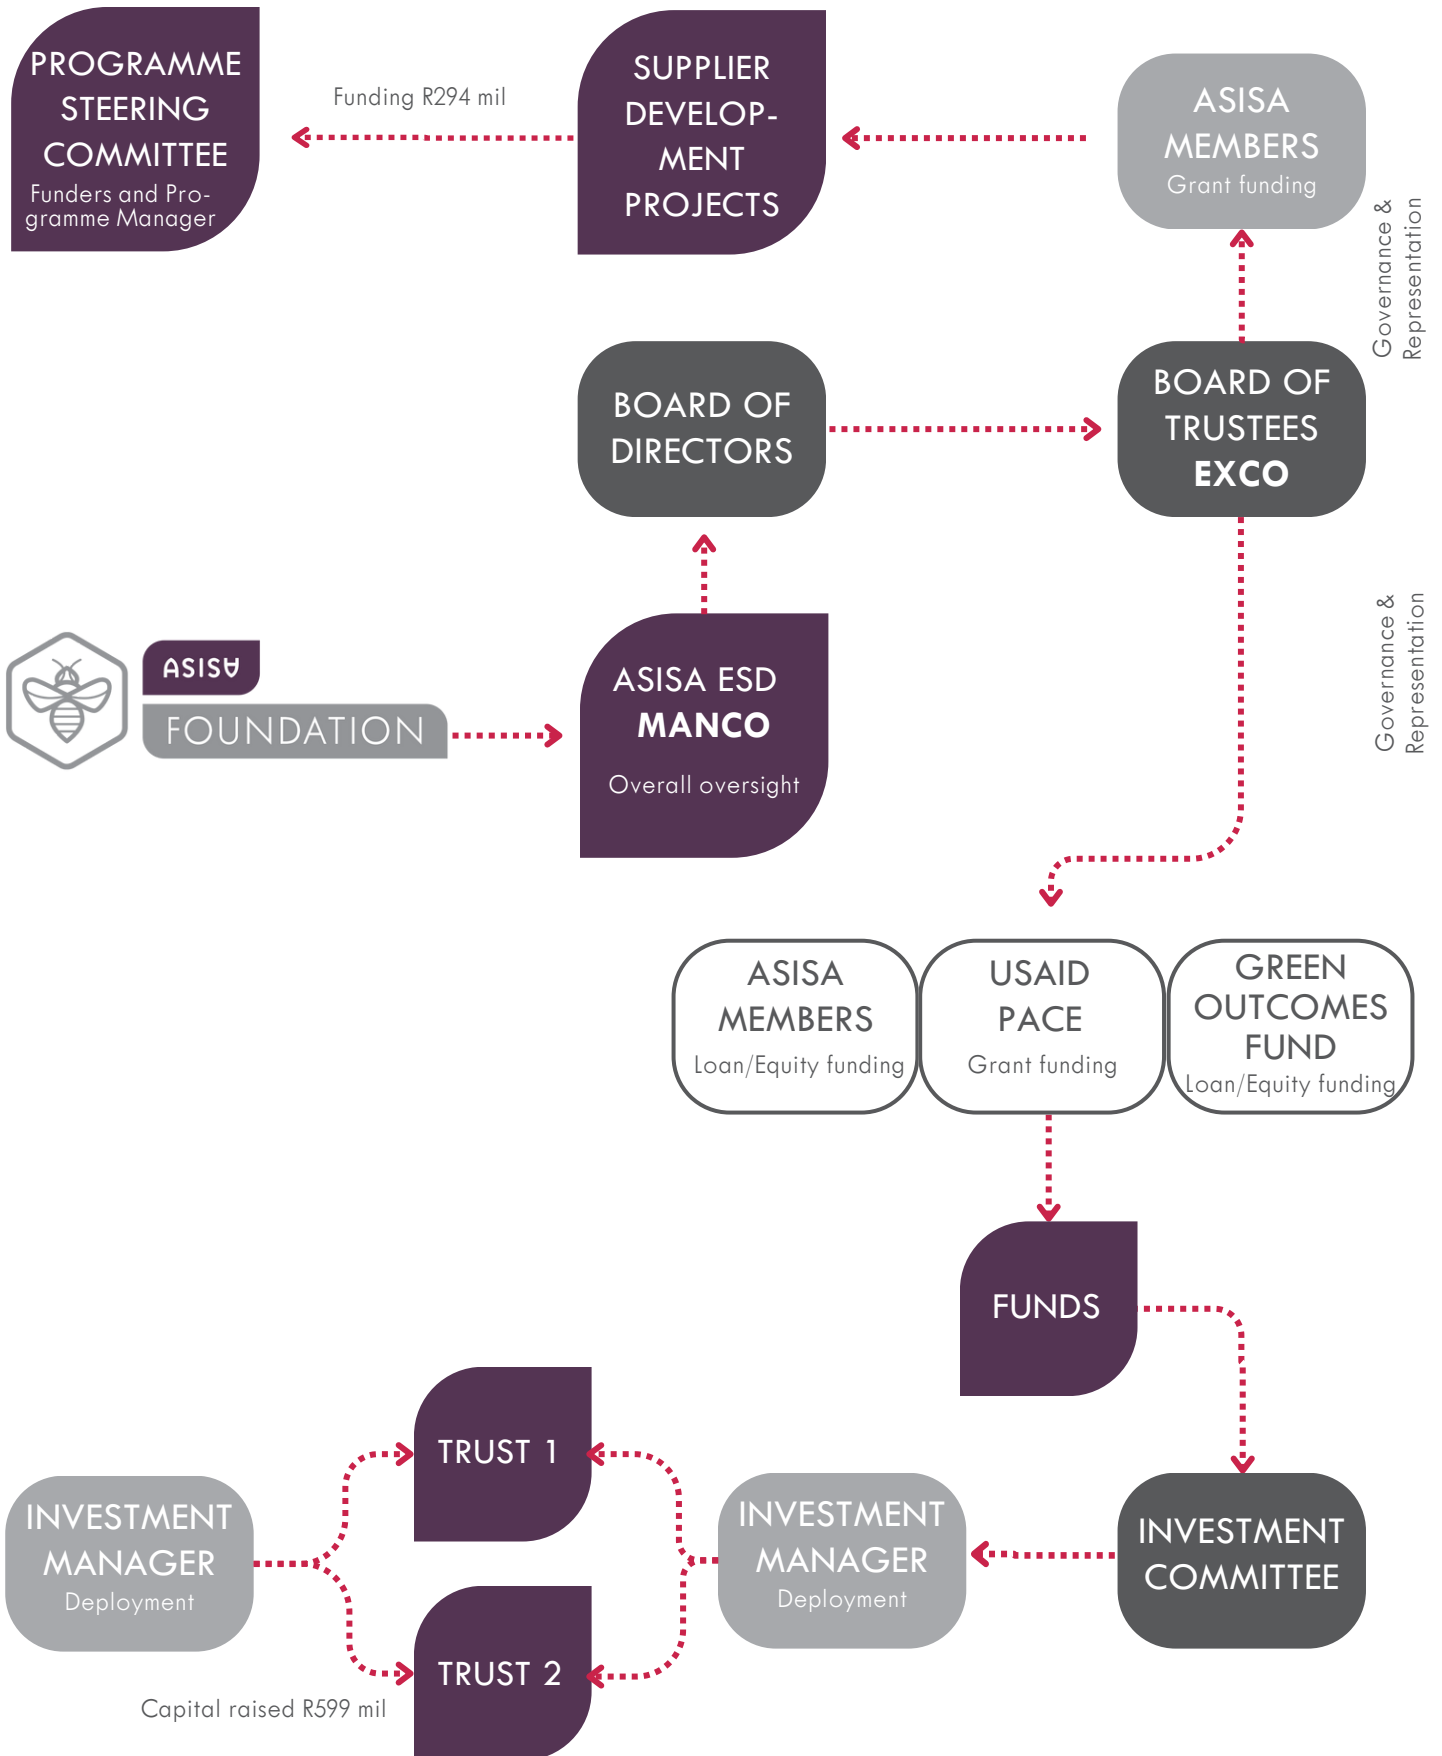 PROGRAMME
STEERING
COMMITTEE
Funders and Pro-
gramme Manager
Funding R294 mil
SUPPLIER
DEVELOP-
MENT
PROJECTS
ASISA
MEMBERS
Grant funding
Governance &
Representation
BOARD OF
DIRECTORS
BOARD OF
TRUSTEES
EXCO
ASISA
FOUNDATION
ASISA ESD
MANCO
Overall oversight
Governance &
Representation
ASISA
MEMBERS
Loan/Equity funding
USAID
PACE
Grant funding
GREEN
OUTCOMES
FUND
Loan/Equity funding
FUNDS
TRUST 1
INVESTMENT
MANAGER
Deployment
INVESTMENT
MANAGER
Deployment
INVESTMENT
COMMITTEE
TRUST 2
Capital raised R599 mil